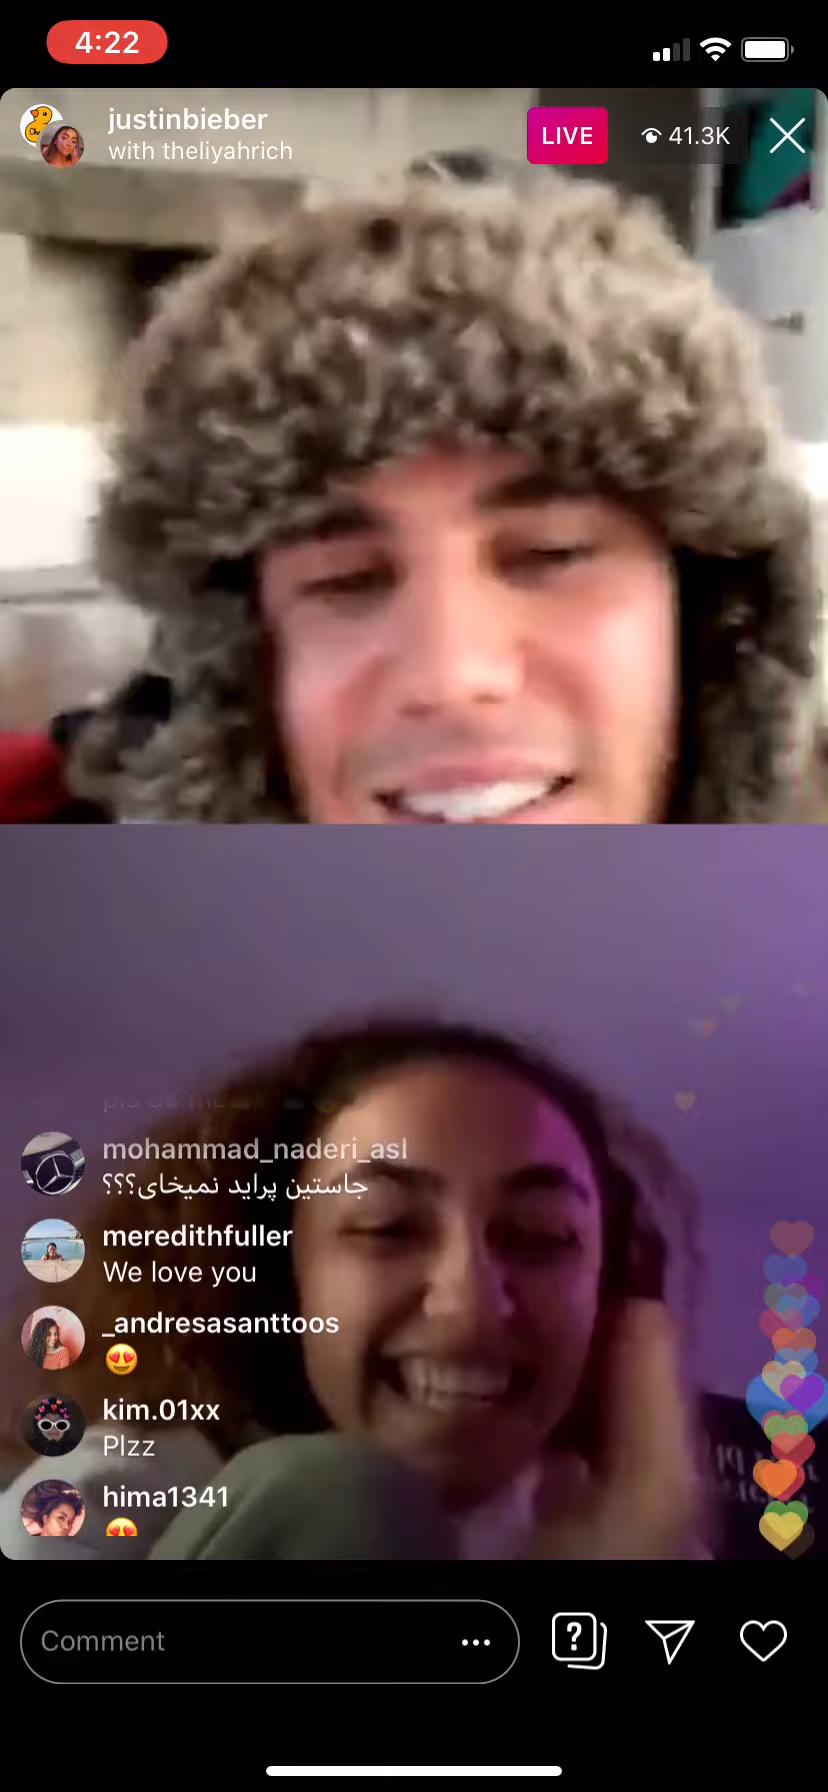 4:22
justinbieber
with theliyahrich
LIVE
41.3K
mohammad_naderi_asl
جاستین پراید نمیخای؟؟؟
meredithfuller
We love you
_andresasanttoos
😍
kim.01xx
Plzz
hima1341
😍
Comment